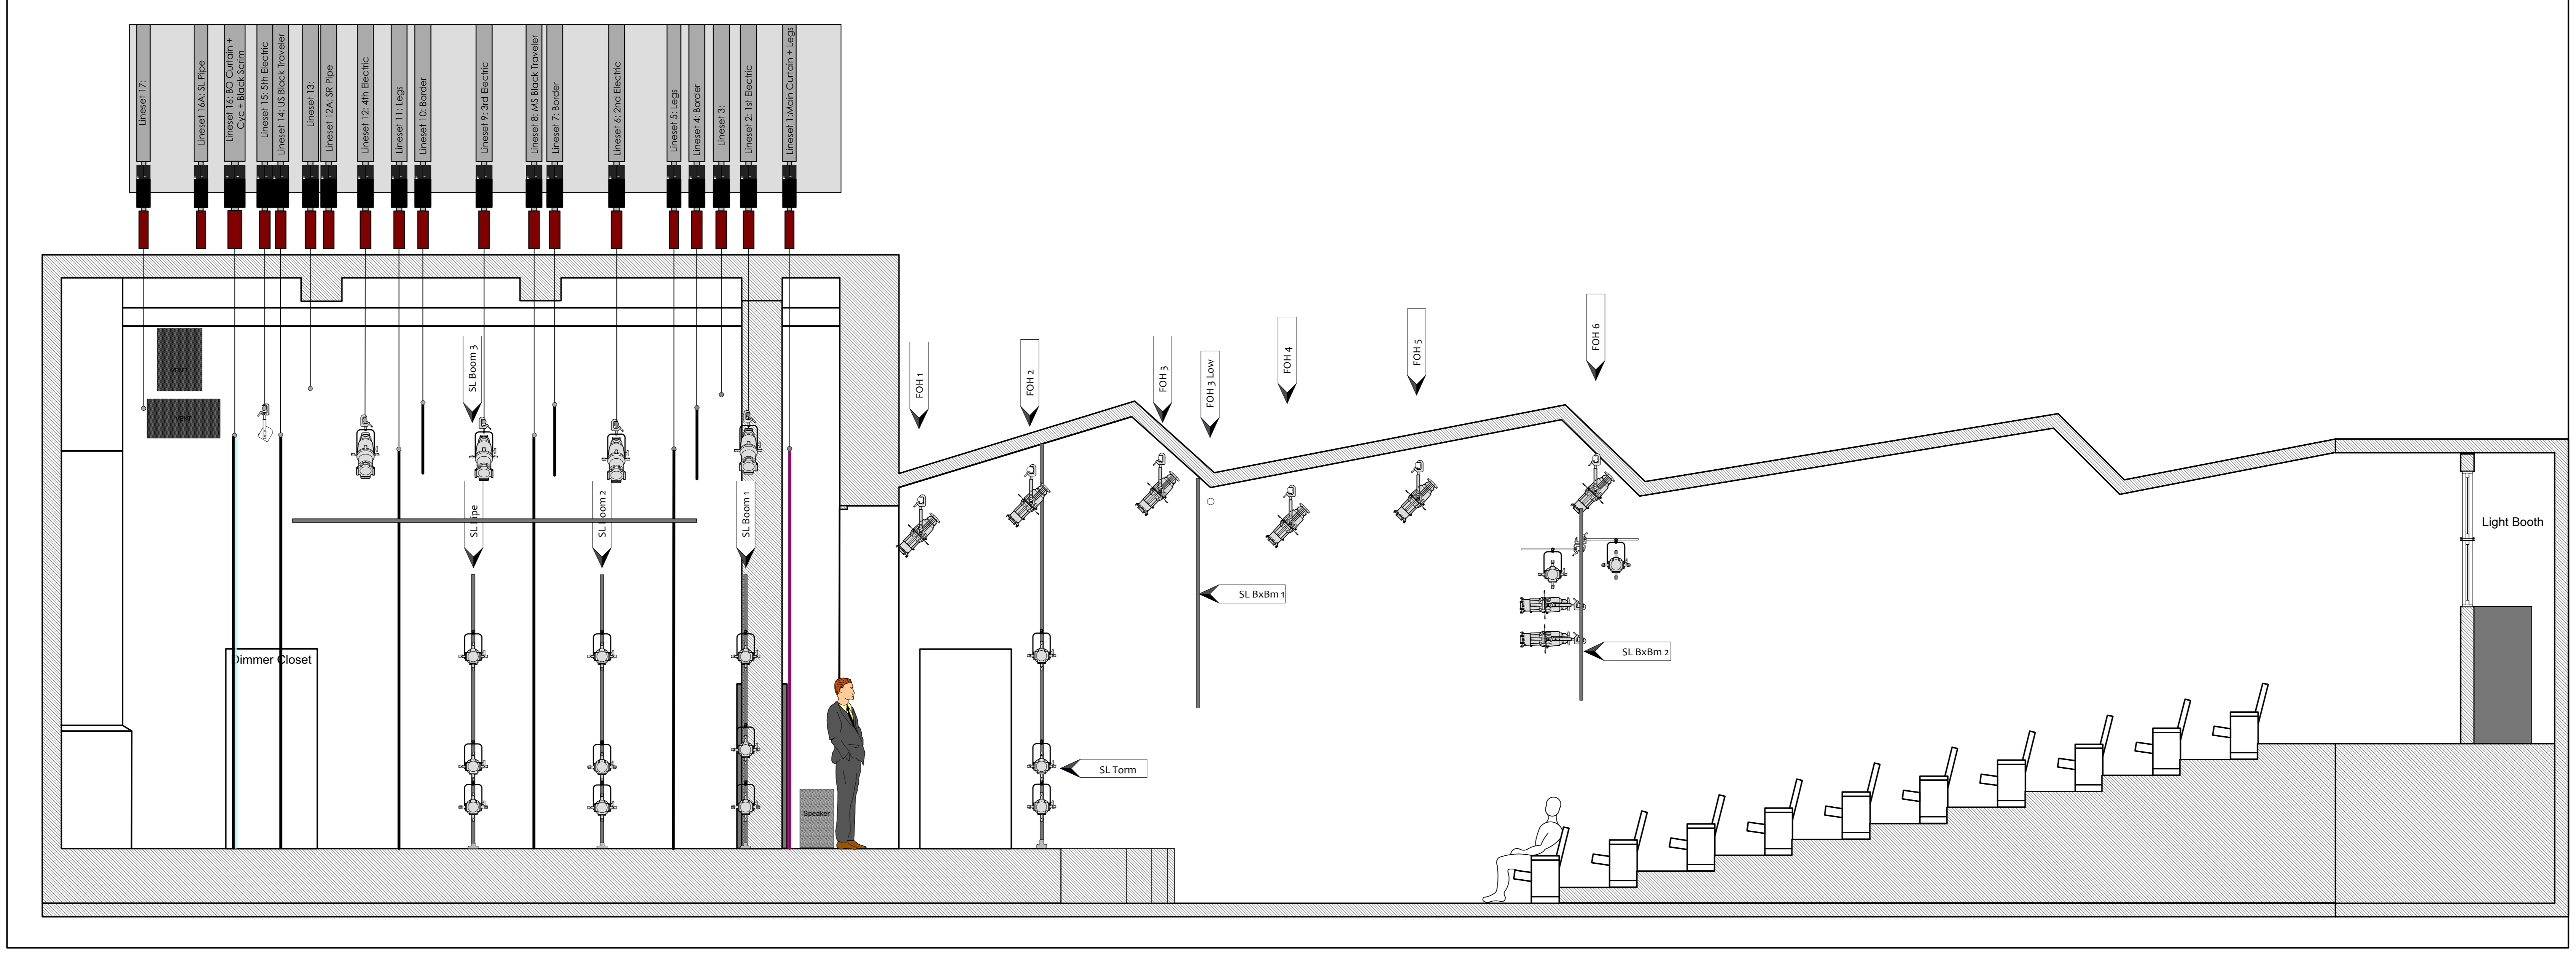 Lineset 17:
Lineset 16A: SL Pipe
Lineset 16: BO Curtain +
Cyc + Black Scrim
Lineset 15: 5th Electric
Lineset 14: US Black Traveler
Lineset 13:
Lineset 12A: SR Pipe
Lineset 12: 4th Electric
Lineset 11: Legs
Lineset 10: Border
Lineset 9: 3rd Electric
Lineset 8: MS Black Traveler
Lineset 7: Border
Lineset 6: 2nd Electric
Lineset 5: Legs
Lineset 4: Border
Lineset 3:
Lineset 2: 1st Electric
Lineset 1:Main Curtain + Legs
VENT
VENT
SL Boom 3
SL Pipe
SL Boom 2
SL Boom 1
FOH 1
FOH 2
FOH 3
FOH 3 Low
FOH 4
FOH 5
FOH 6
Light Booth
SL BxBm 1
SL BxBm 2
Dimmer Closet
SL Torm
Speaker